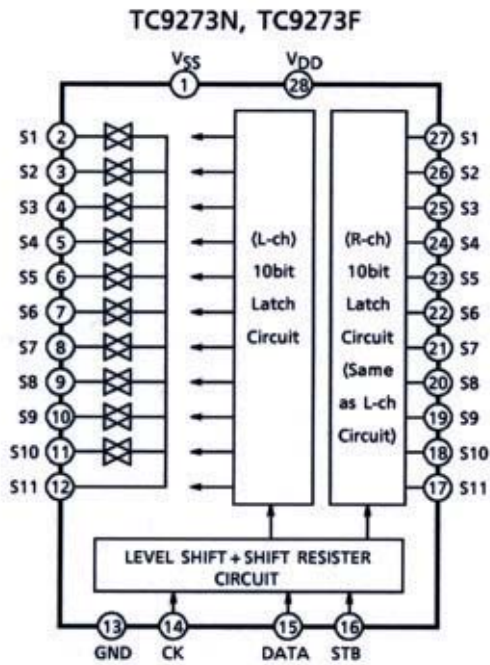 TC9273N, TC9273F
VSS VDD
1 28
S1 2 27 S1
S2 3 26 S2
S3 4 25 S3
S4 5 (L-ch) (R-ch) 24 S4
S5 6 10bit 10bit 23 S5
S6 7 Latch Latch 22 S6
S7 8 Circuit Circuit 21 S7
S8 9 (Same 20 S8
S9 10 as L-ch 19 S9
S10 11 Circuit) 18 S10
S11 12 17 S11
LEVEL SHIFT + SHIFT RESISTER
CIRCUIT
13 14 15 16
GND CK DATA STB